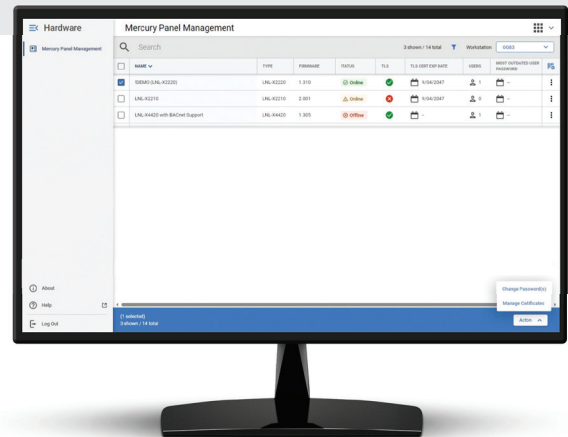 Hardware
Mercury Panel Management
Mercury Panel Management
Search
3 shown / 14 total
Workstation
0083
NAME
TYPE
FIRMWARE
STATUS
TLS
TLS CERT EXP DATE
USERS
MOST OUTDATED USER
PASSWORD
LNL-X2220
1.310
Online
9/04/2047
1
-
LNL-X2210
LNL-X2210
2.001
Online
9/04/2047
0
-
LNL-X4420 with BACnet Support
LNL-X4420
1.305
Offline
-
1
-
About
Help
Log Out
(1 selected)
3 shown / 14 total
Change Password(s)
Manage Certificates
Action